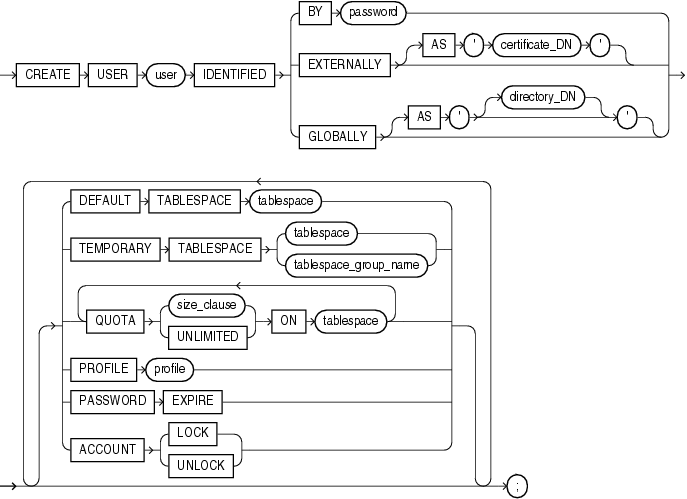 BY password
AS ' certificate_DN '
CREATE USER user IDENTIFIED EXTERNALLY
directory_DN
AS ' '
GLOBALLY
DEFAULT TABLESPACE tablespace
tablespace
TEMPORARY TABLESPACE
tablespace_group_name
size_clause
QUOTA ON tablespace
UNLIMITED
PROFILE profile
PASSWORD EXPIRE
LOCK
ACCOUNT
UNLOCK
;